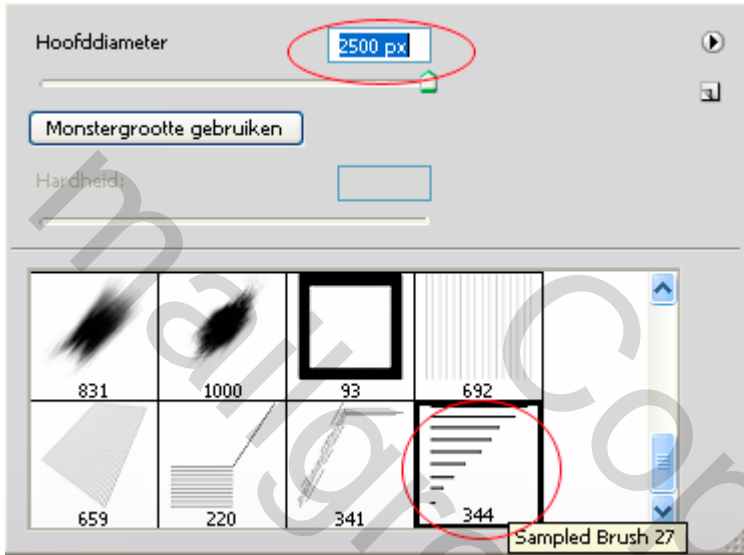 Hoofddiameter 2500 px
Monstergrootte gebruiken
Hardheid:
831 1000 93 692
659 220 341 344
Sampled Brush 27